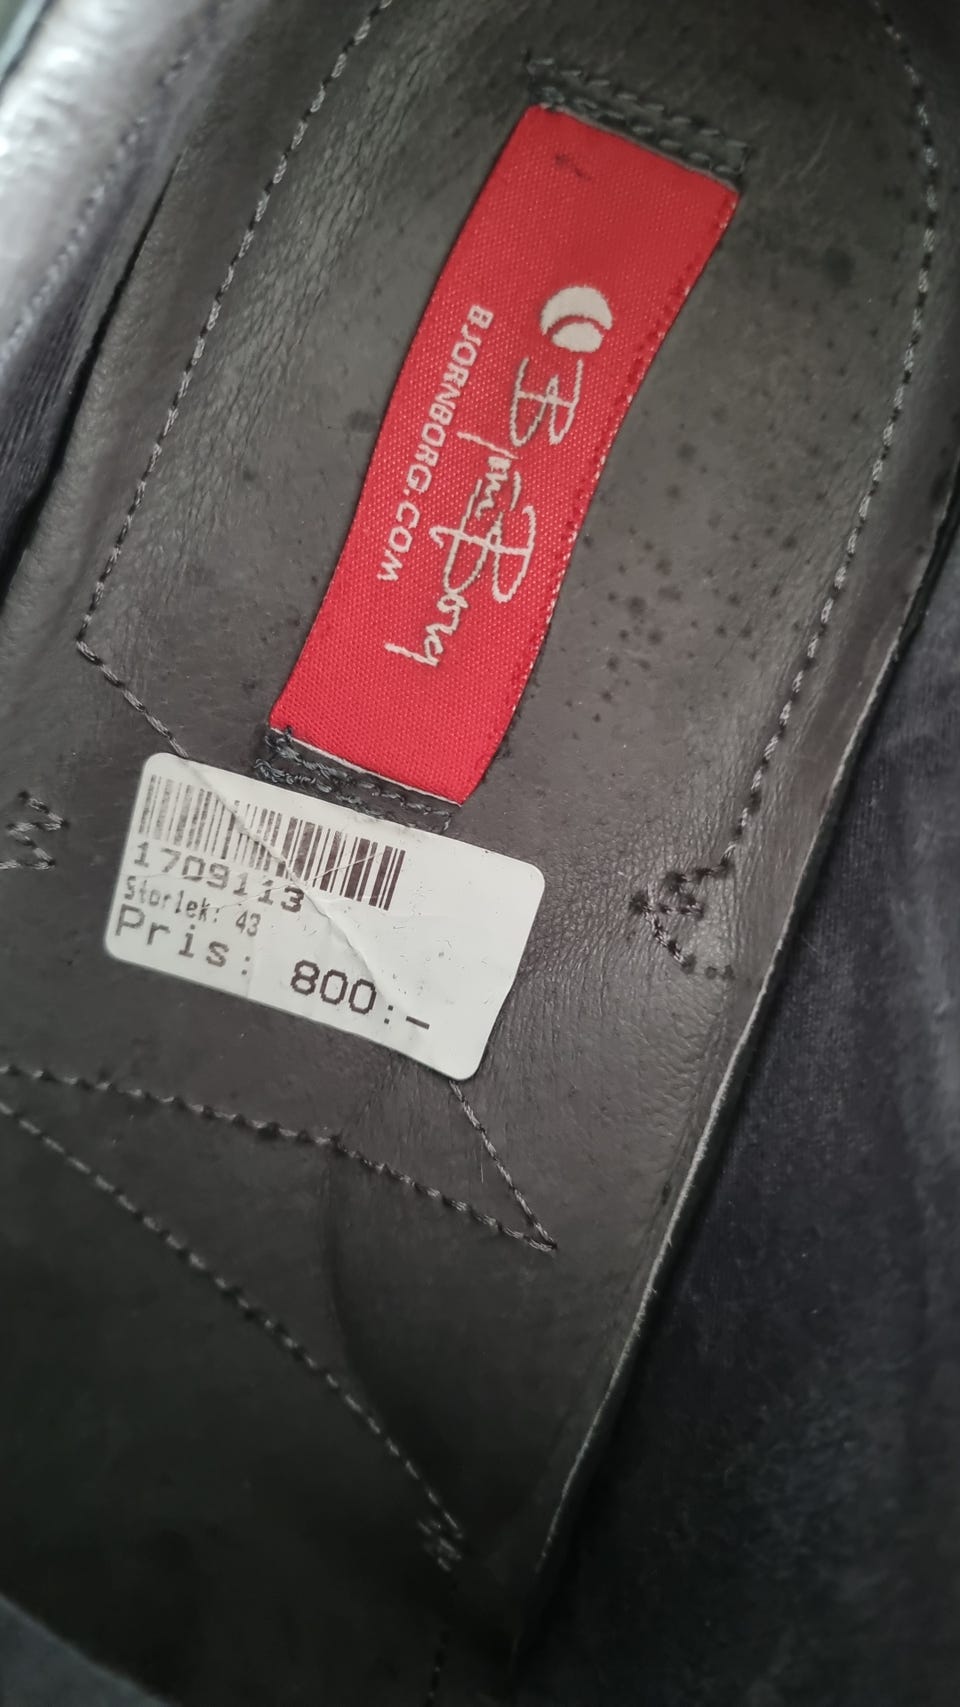 Björn Borg
BJORNBORG.COM
1709113
Storlek: 43
Pris: 800:-